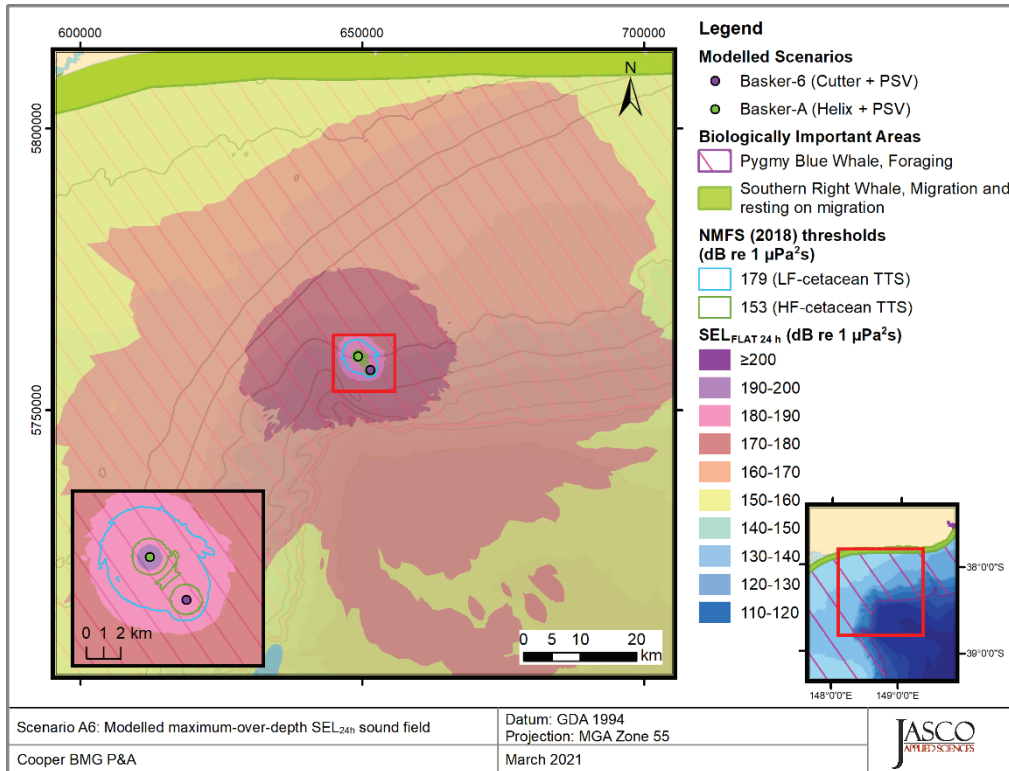 600000
650000
700000
5800000
5750000
N
0 1 2 km
0 5 10 20
km
Legend
Modelled Scenarios
Basker-6 (Cutter + PSV)
Basker-A (Helix + PSV)
Biologically Important Areas
Pygmy Blue Whale, Foraging
Southern Right Whale, Migration and
resting on migration
NMFS (2018) thresholds
(dB re 1 µPa²s)
179 (LF-cetacean TTS)
153 (HF-cetacean TTS)
SEL_FLAT 24 h (dB re 1 µPa²s)
≥200
190-200
180-190
170-180
160-170
150-160
140-150
130-140
120-130
110-120
38°0'0"S
39°0'0"S
148°0'0"E 149°0'0"E
Scenario A6: Modelled maximum-over-depth SEL24h sound field
Cooper BMG P&A
Datum: GDA 1994
Projection: MGA Zone 55
March 2021
JASCO
APPLIED SCIENCES